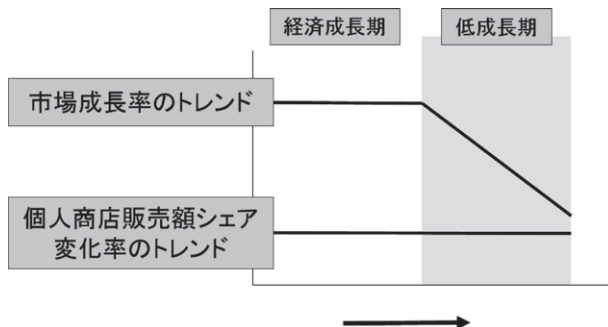 経済成長期
低成長期
市場成長率のトレンド
個人商店販売額シェア
変化率のトレンド